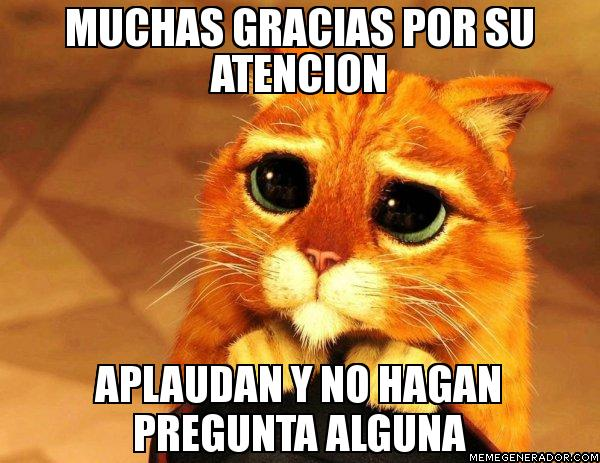 MUCHAS GRACIAS POR SU
ATENCION
APLAUDAN Y NO HAGAN
PREGUNTA ALGUNA
MEMEGENERADOR.COM